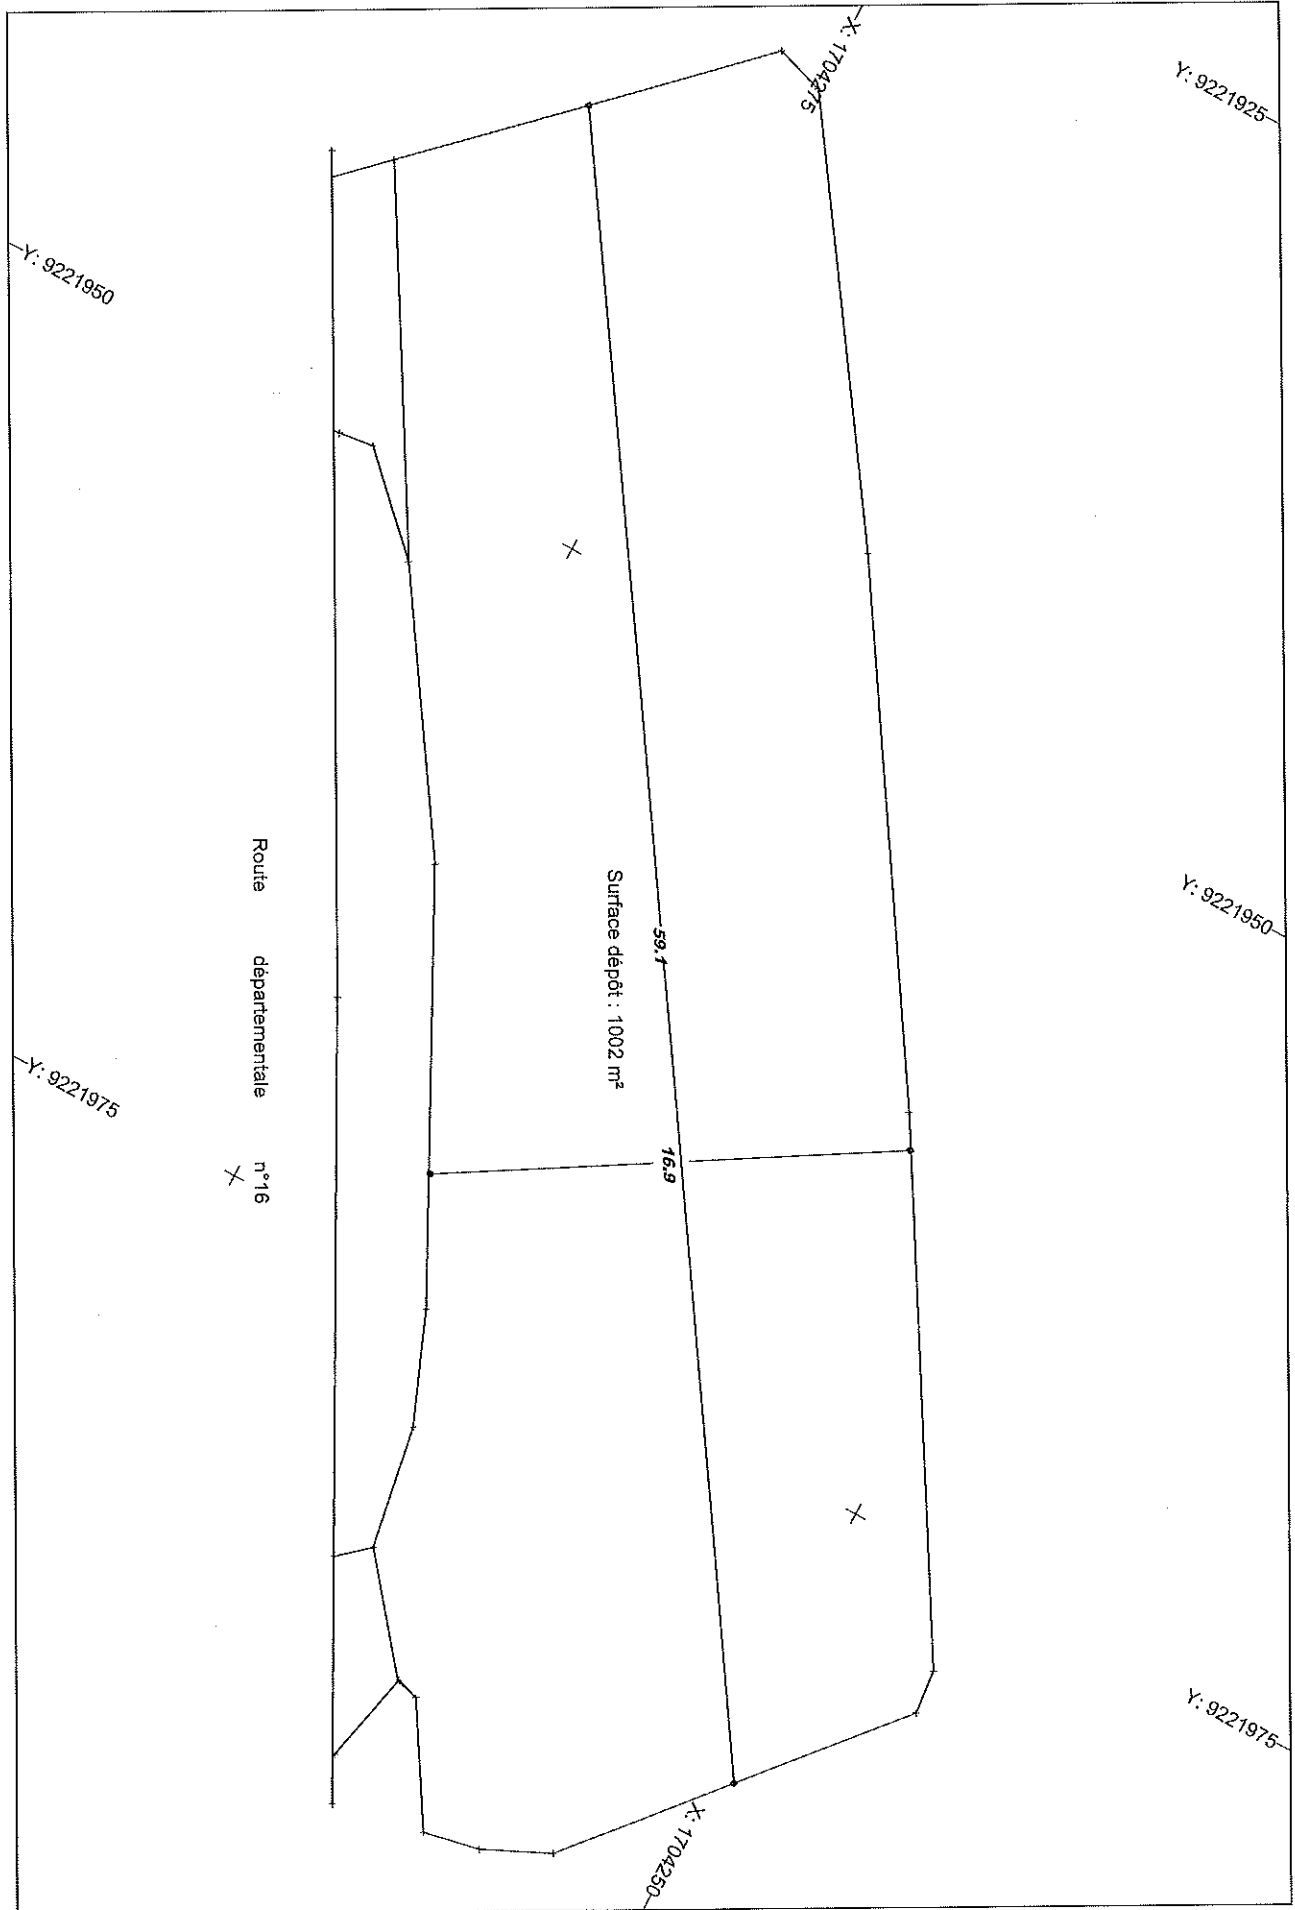 X: 1704275
Y: 9221925
Y: 9221950
Y: 9221950
Y: 9221975
Y: 9221975
X: 1704250
59.1
Surface dépôt : 1002 m²
16.9
Route départementale n°16